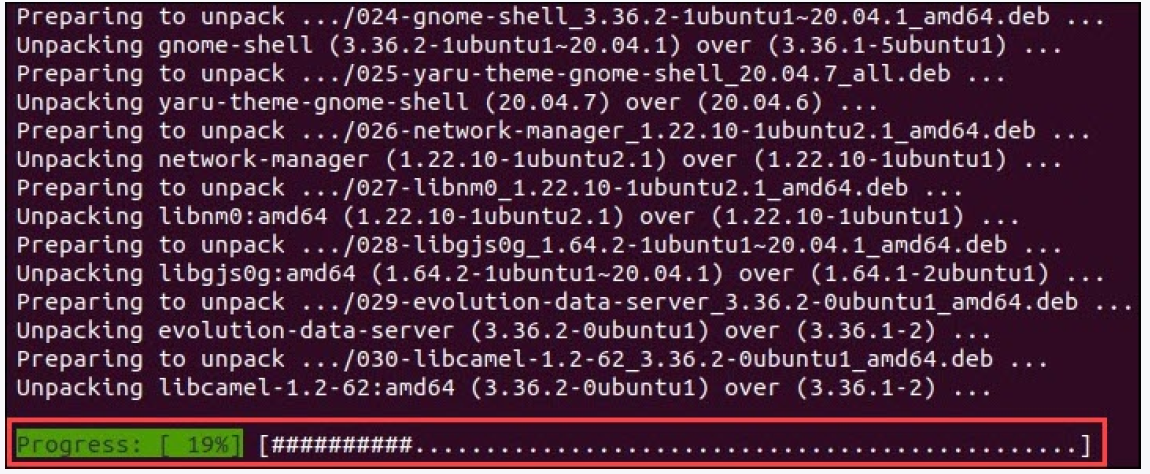 Preparing to unpack .../024-gnome-shell_3.36.2-1ubuntu1~20.04.1_amd64.deb ...
Unpacking gnome-shell (3.36.2-1ubuntu1~20.04.1) over (3.36.1-5ubuntu1) ...
Preparing to unpack .../025-yaru-theme-gnome-shell_20.04.7_all.deb ...
Unpacking yaru-theme-gnome-shell (20.04.7) over (20.04.6) ...
Preparing to unpack .../026-network-manager_1.22.10-1ubuntu2.1_amd64.deb ...
Unpacking network-manager (1.22.10-1ubuntu2.1) over (1.22.10-1ubuntu1) ...
Preparing to unpack .../027-libnm0_1.22.10-1ubuntu2.1_amd64.deb ...
Unpacking libnm0:amd64 (1.22.10-1ubuntu2.1) over (1.22.10-1ubuntu1) ...
Preparing to unpack .../028-libgjs0g_1.64.2-1ubuntu1~20.04.1_amd64.deb ...
Unpacking libgjs0g:amd64 (1.64.2-1ubuntu1~20.04.1) over (1.64.1-2ubuntu1) ...
Preparing to unpack .../029-evolution-data-server_3.36.2-0ubuntu1_amd64.deb ...
Unpacking evolution-data-server (3.36.2-0ubuntu1) over (3.36.1-2) ...
Preparing to unpack .../030-libcamel-1.2-62_3.36.2-0ubuntu1_amd64.deb ...
Unpacking libcamel-1.2-62:amd64 (3.36.2-0ubuntu1) over (3.36.1-2) ...
Progress: [ 19%] [##########...............................................]